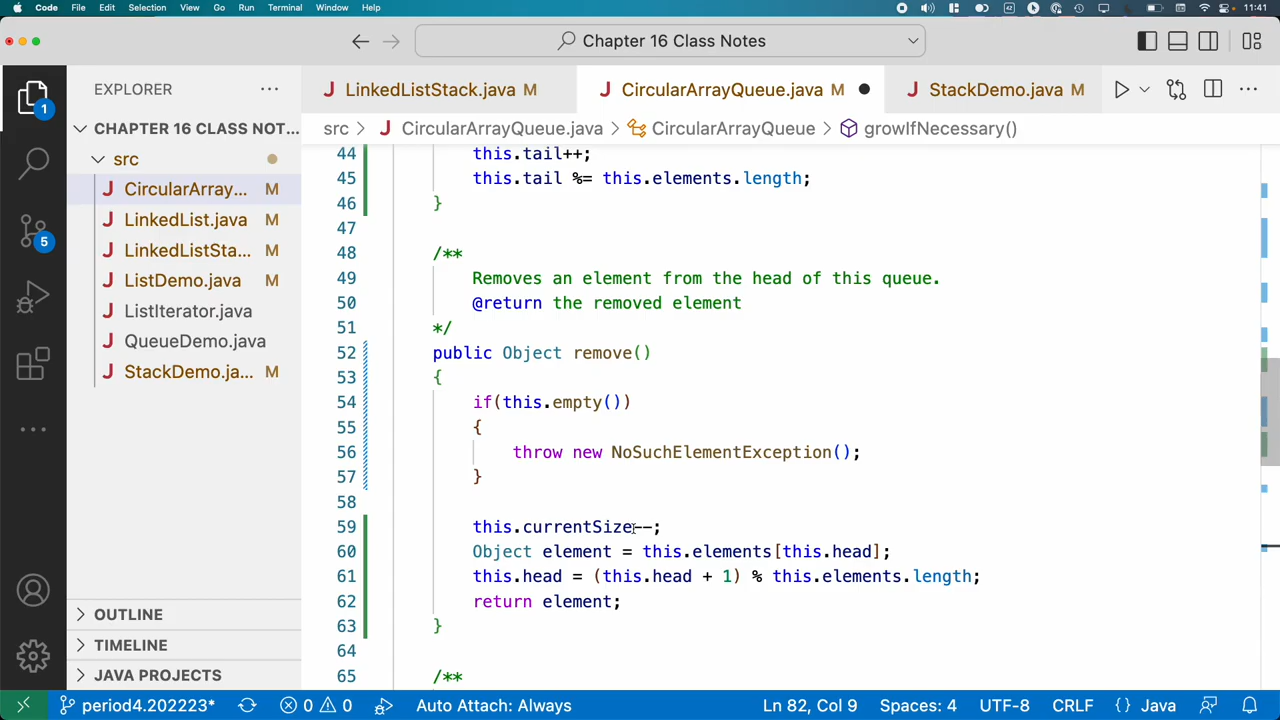 Code File Edit Selection View Go Run Terminal Window Help 11:41
Chapter 16 Class Notes
EXPLORER
LinkedListStack.java M CircularArrayQueue.java M StackDemo.java M
CHAPTER 16 CLASS NOT...
src > CircularArrayQueue.java > CircularArrayQueue > growIfNecessary()
src
CircularArray... M
LinkedList.java M
LinkedListSta... M
ListDemo.java M
ListIterator.java
QueueDemo.java
StackDemo.ja... M
1
5
44 this.tail++;
45 this.tail %= this.elements.length;
46 }
47
48 /**
49 Removes an element from the head of this queue.
50 @return the removed element
51 */
52 public Object remove()
53 {
54 if(this.empty())
55 {
56 throw new NoSuchElementException();
57 }
58
59 this.currentSize--;
60 Object element = this.elements[this.head];
61 this.head = (this.head + 1) % this.elements.length;
62 return element;
63 }
64
65 /**
OUTLINE
TIMELINE
JAVA PROJECTS
period4.202223* 0 0 Auto Attach: Always Ln 82, Col 9 Spaces: 4 UTF-8 CRLF {} Java